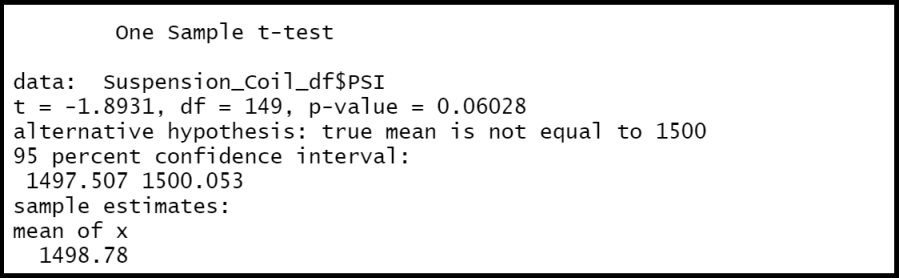 One Sample t-test
data:  Suspension_Coil_df$PSI
t = -1.8931, df = 149, p-value = 0.06028
alternative hypothesis: true mean is not equal to 1500
95 percent confidence interval:
1497.507 1500.053
sample estimates:
mean of x
1498.78